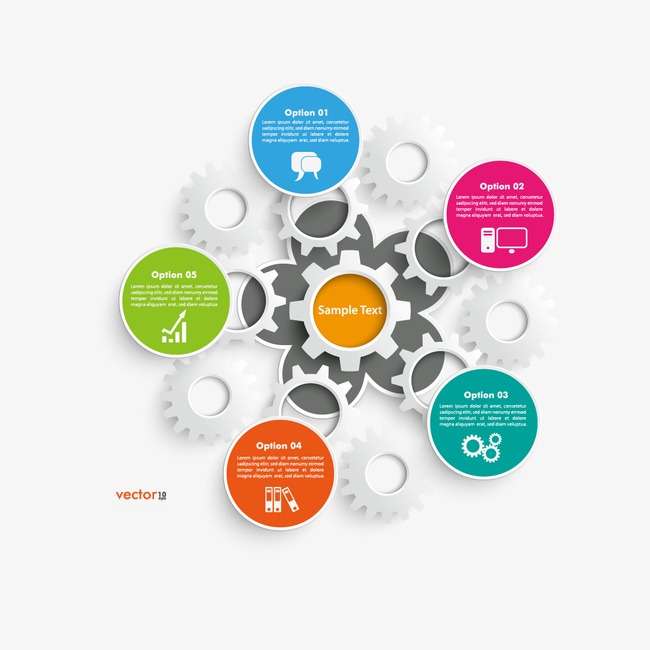 Option 01
Lorem ipsum dolor sit amet, consetetur
sadipscing elitr, sed diam nonumy eirmod
tempor invidunt ut labore et dolore
magna aliquyam erat, sed diam
Option 02
Lorem ipsum dolor sit amet, consetetur
sadipscing elitr, sed diam nonumy eirmod
tempor invidunt ut labore et dolore
magna aliquyam erat, sed diam
Sample Text
Option 05
Lorem ipsum dolor sit amet, consetetur
sadipscing elitr, sed diam nonumy eirmod
tempor invidunt ut labore et dolore
magna aliquyam erat, sed diam
Option 03
Lorem ipsum dolor sit amet, consetetur
sadipscing elitr, sed diam nonumy eirmod
tempor invidunt ut labore et dolore
magna aliquyam erat, sed diam
Option 04
Lorem ipsum dolor sit amet, consetetur
sadipscing elitr, sed diam nonumy eirmod
tempor invidunt ut labore et dolore
magna aliquyam erat, sed diam
vector